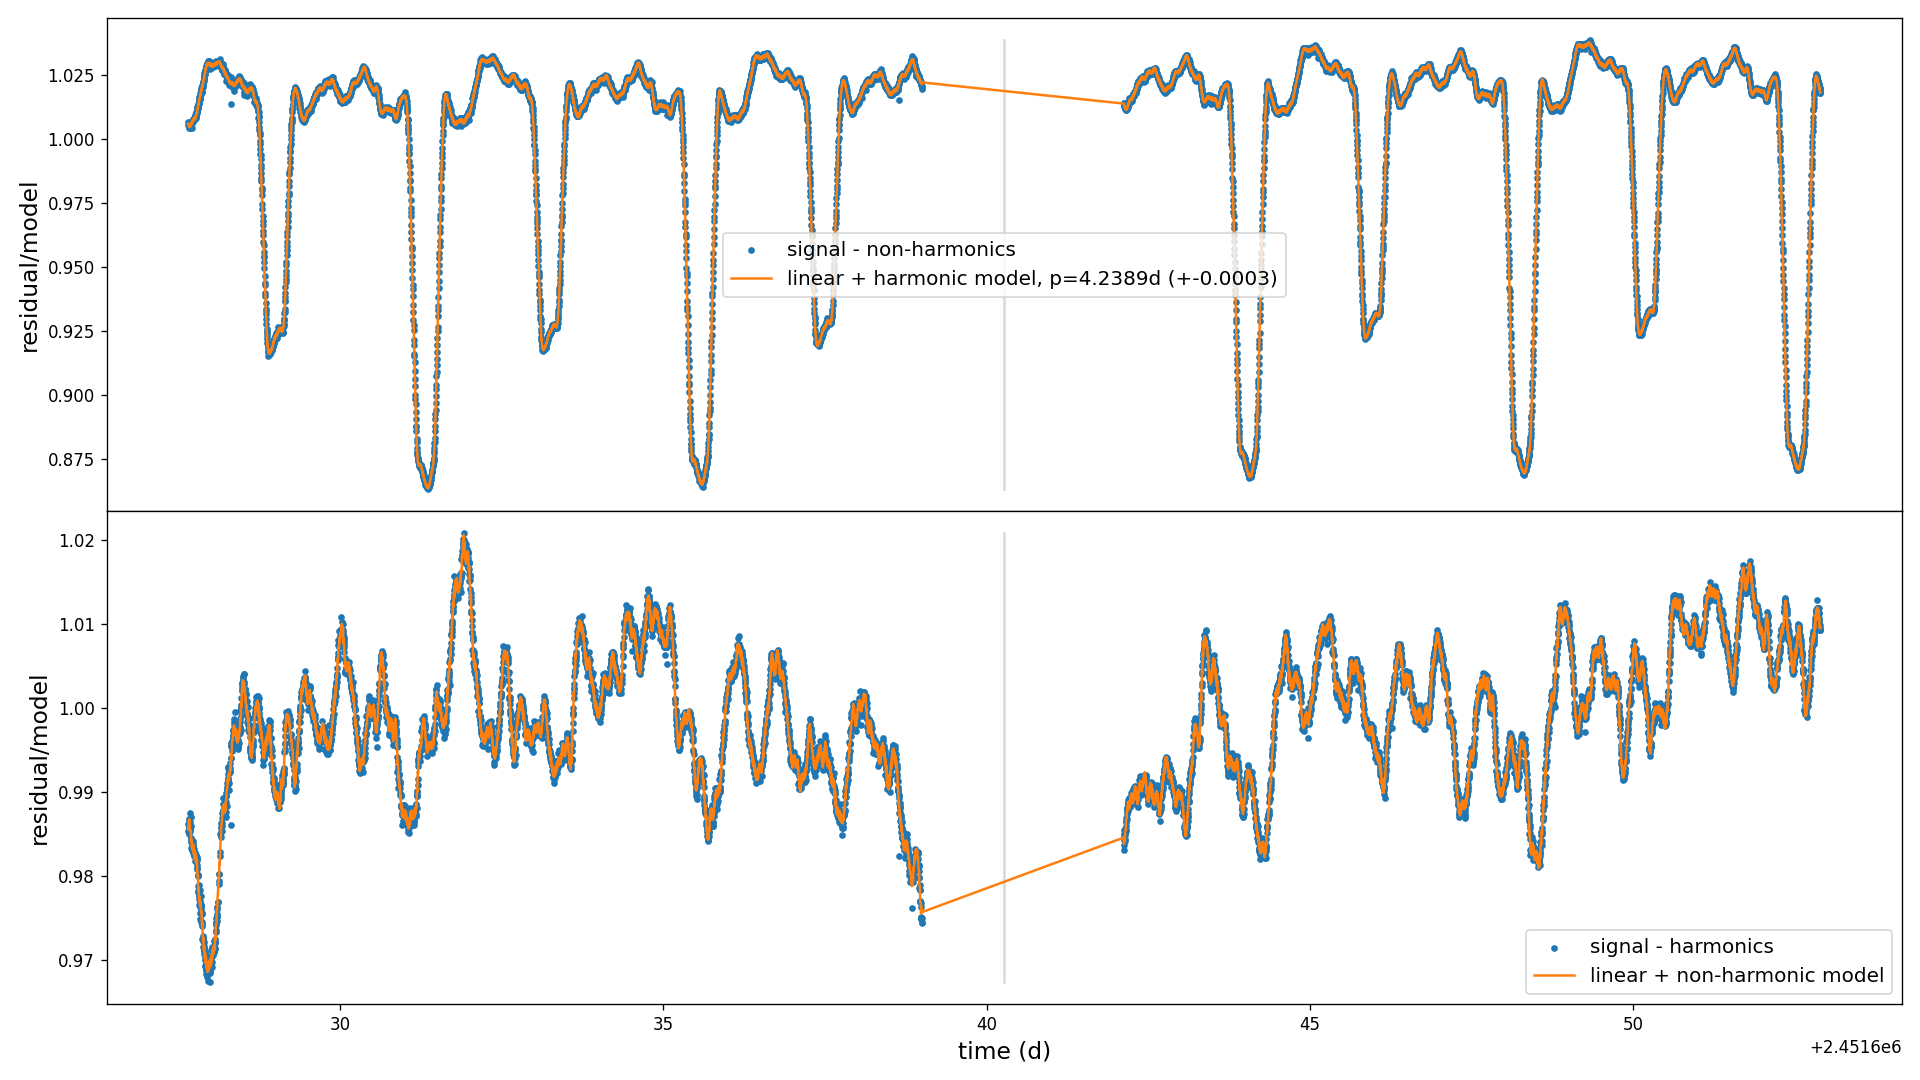 1.025
1.000
0.975
0.950
0.925
0.900
0.875
residual/model
signal - non-harmonics
linear + harmonic model, p=4.2389d (+-0.0003)
1.02
1.01
1.00
0.99
0.98
0.97
residual/model
signal - harmonics
linear + non-harmonic model
30 35 40 45 50
time (d)
+2.4516e6